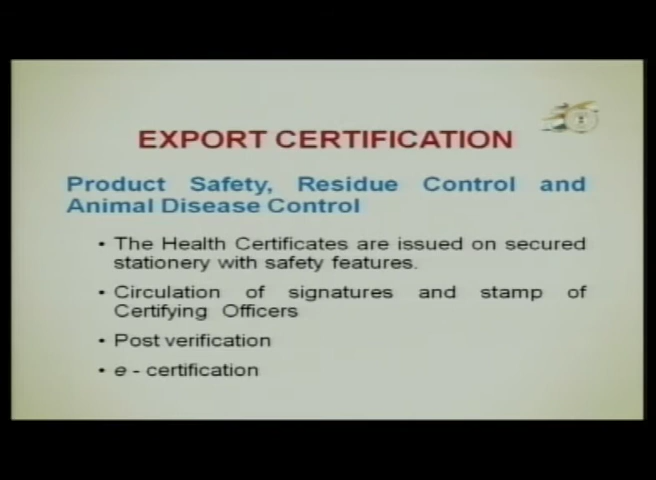 EXPORT CERTIFICATION
Product Safety, Residue Control and
Animal Disease Control
• The Health Certificates are issued on secured
stationery with safety features.
• Circulation of signatures and stamp of
Certifying Officers
• Post verification
• e - certification